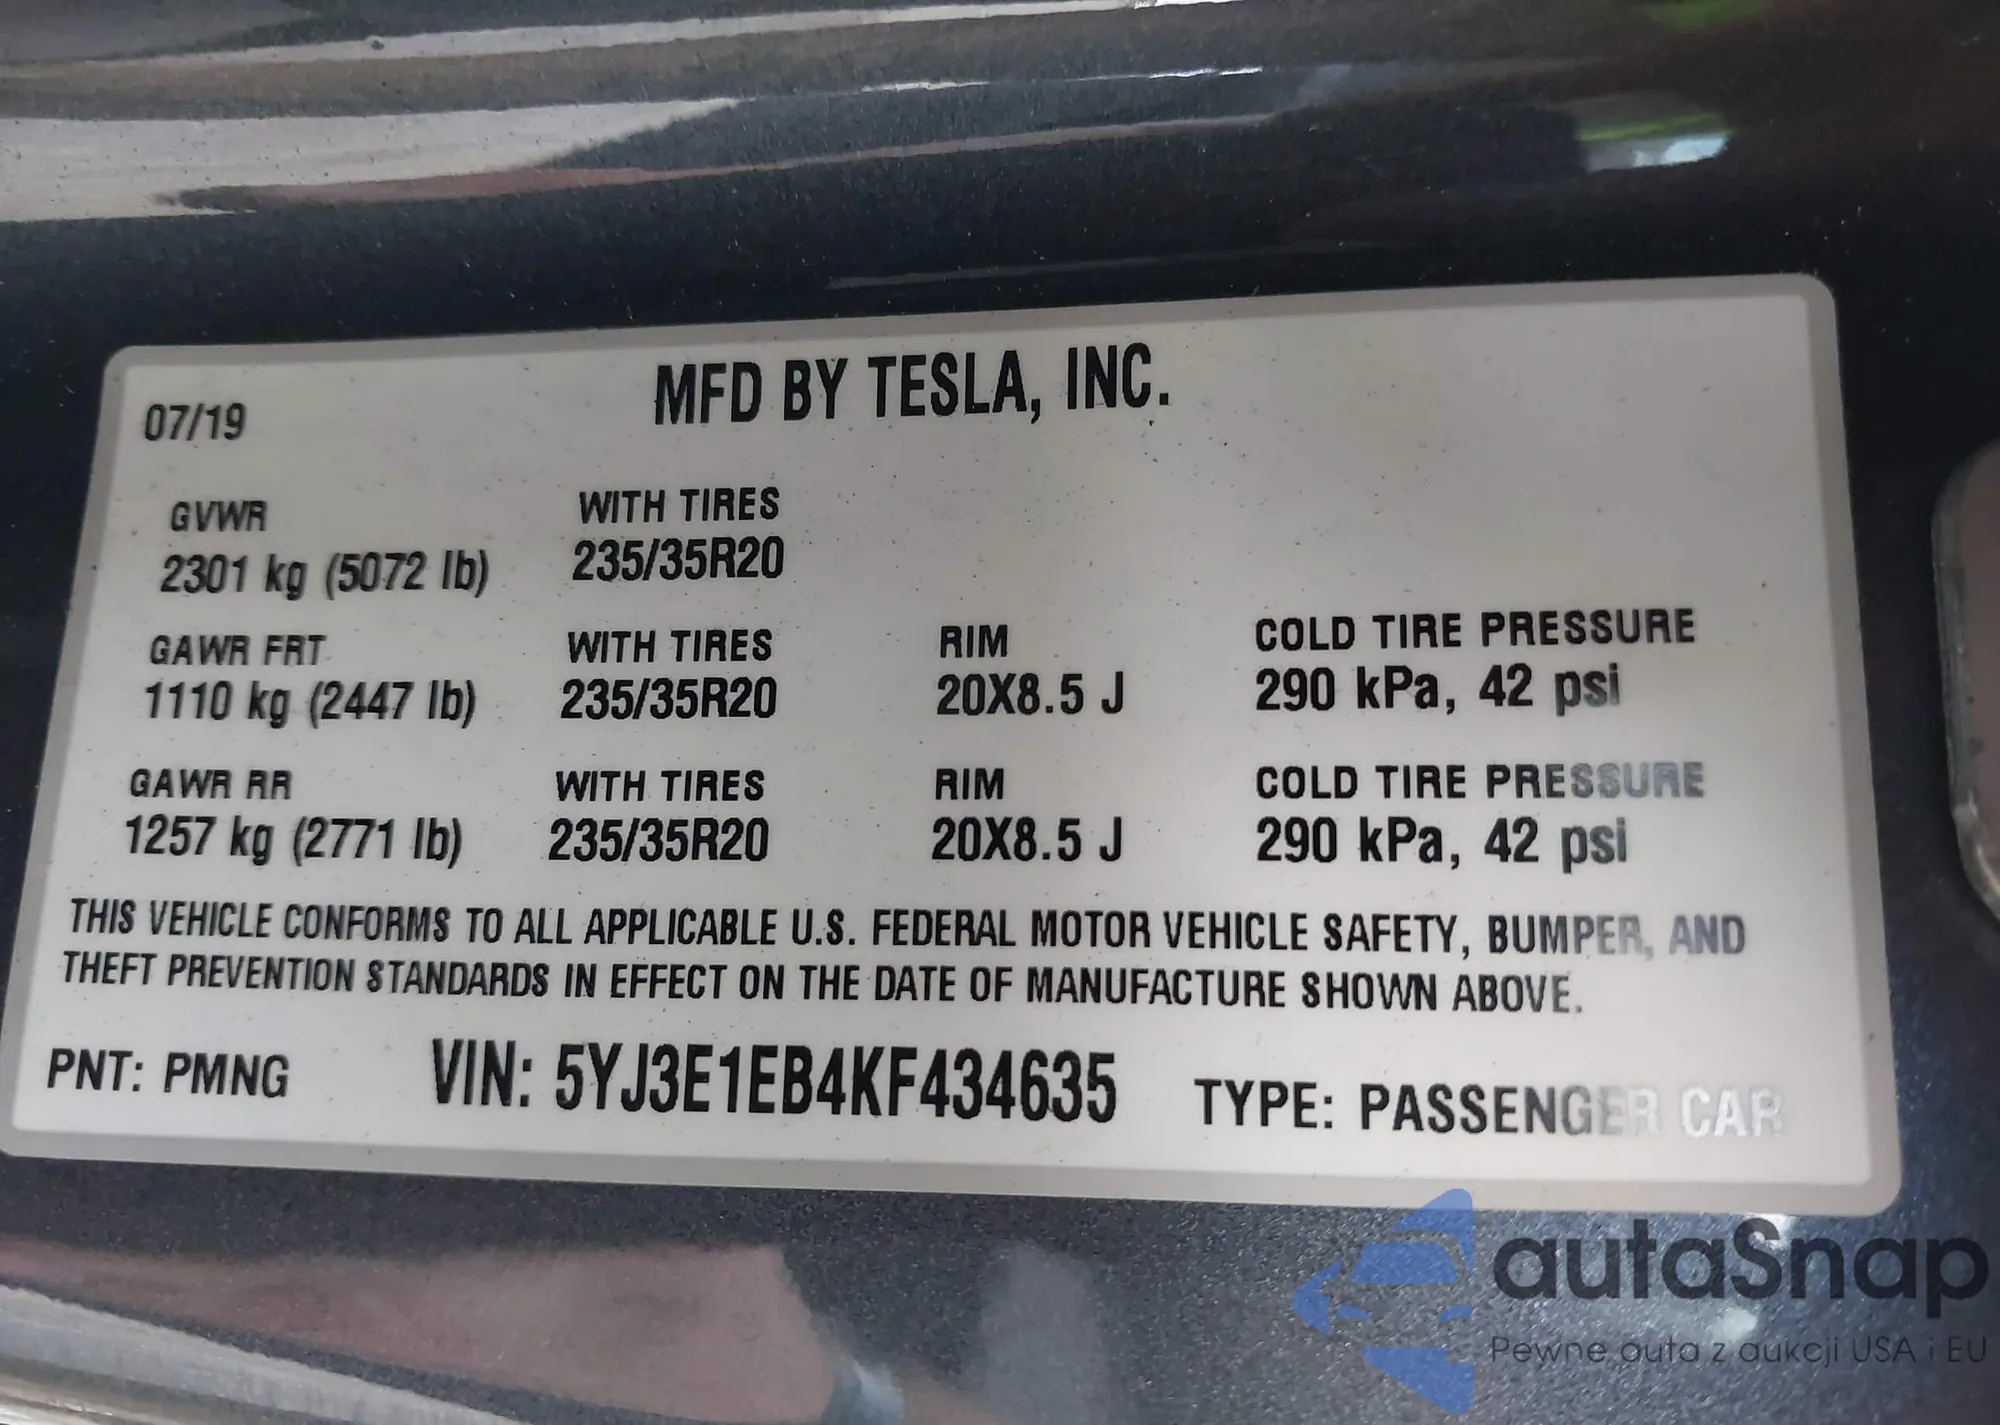 MFD BY TESLA, INC.
07/19
GVWR WITH TIRES
2301 kg (5072 lb) 235/35R20
GAWR FRT WITH TIRES RIM COLD TIRE PRESSURE
1110 kg (2447 lb) 235/35R20 20X8.5 J 290 kPa, 42 psi
GAWR RR WITH TIRES RIM COLD TIRE PRESSURE
1257 kg (2771 lb) 235/35R20 20X8.5 J 290 kPa, 42 psi
THIS VEHICLE CONFORMS TO ALL APPLICABLE U.S. FEDERAL MOTOR VEHICLE SAFETY, BUMPER, AND
THEFT PREVENTION STANDARDS IN EFFECT ON THE DATE OF MANUFACTURE SHOWN ABOVE.
PNT: PMNG VIN: 5YJ3E1EB4KF434635 TYPE: PASSENGER CAR
autaSnap
Pewne auta z aukcji USA i EU